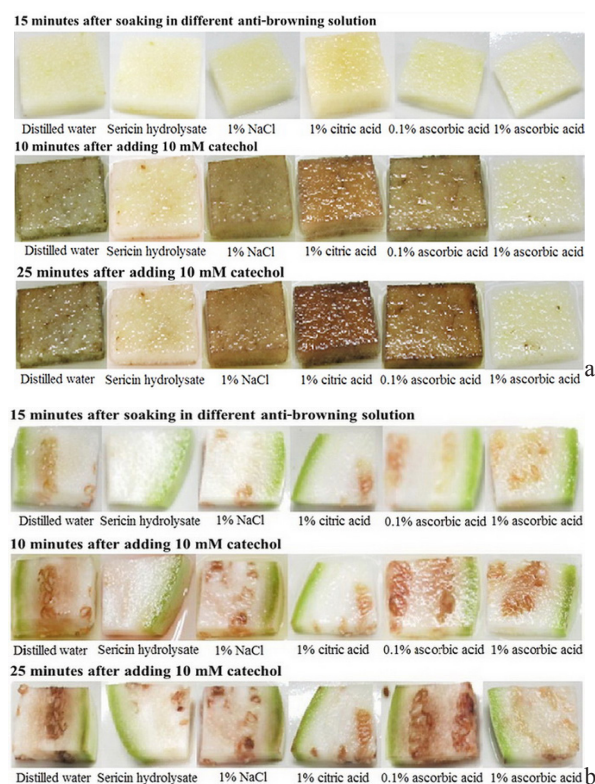 15 minutes after soaking in different anti-browning solution
Distilled water Sericin hydrolysate 1% NaCl 1% citric acid 0.1% ascorbic acid 1% ascorbic acid
10 minutes after adding 10 mM catechol
Distilled water Sericin hydrolysate 1% NaCl 1% citric acid 0.1% ascorbic acid 1% ascorbic acid
25 minutes after adding 10 mM catechol
Distilled water Sericin hydrolysate 1% NaCl 1% citric acid 0.1% ascorbic acid 1% ascorbic acid
a
15 minutes after soaking in different anti-browning solution
Distilled water Sericin hydrolysate 1% NaCl 1% citric acid 0.1% ascorbic acid 1% ascorbic acid
10 minutes after adding 10 mM catechol
Distilled water Sericin hydrolysate 1% NaCl 1% citric acid 0.1% ascorbic acid 1% ascorbic acid
25 minutes after adding 10 mM catechol
Distilled water Sericin hydrolysate 1% NaCl 1% citric acid 0.1% ascorbic acid 1% ascorbic acid
b